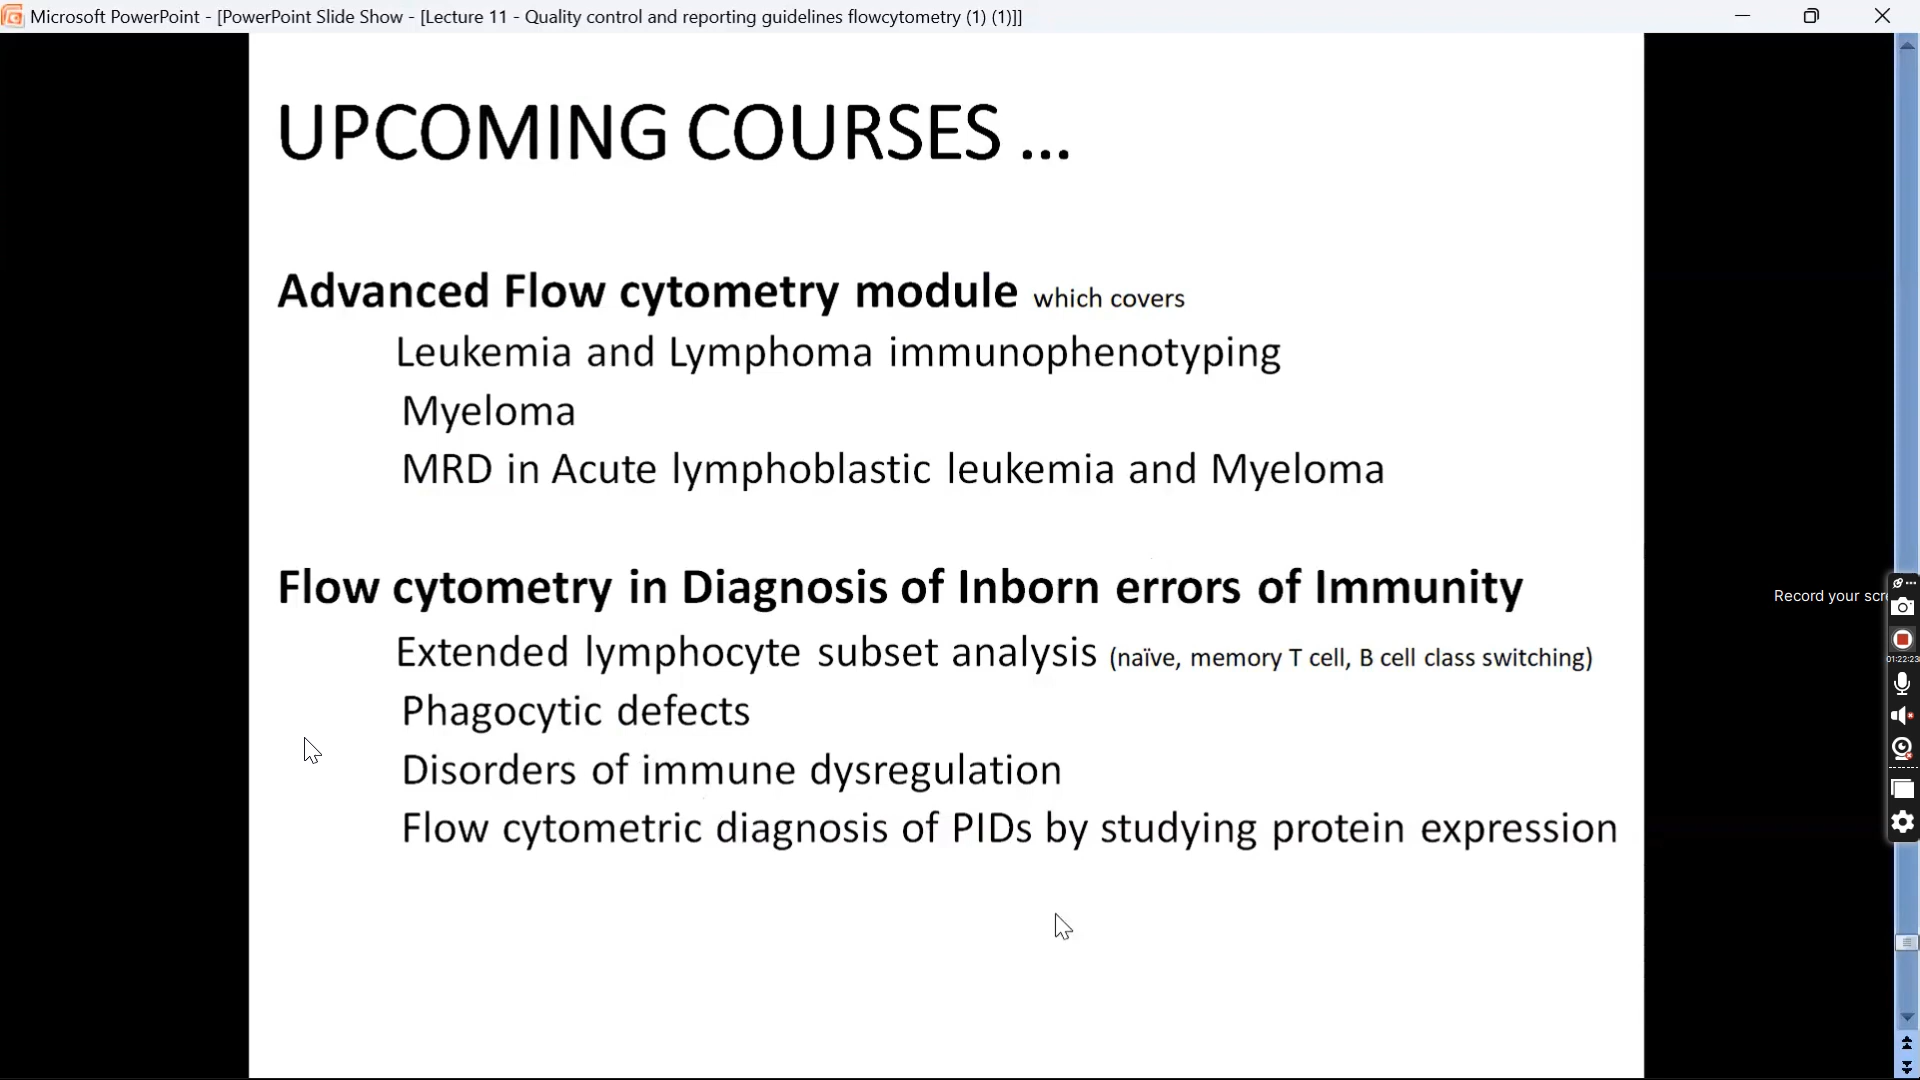 Microsoft PowerPoint - [PowerPoint Slide Show - [Lecture 11 - Quality control and reporting guidelines flowcytometry (1) (1)]]
UPCOMING COURSES ...
Advanced Flow cytometry module which covers
Leukemia and Lymphoma immunophenotyping
Myeloma
MRD in Acute lymphoblastic leukemia and Myeloma
Flow cytometry in Diagnosis of Inborn errors of Immunity
Extended lymphocyte subset analysis (naïve, memory T cell, B cell class switching)
Phagocytic defects
Disorders of immune dysregulation
Flow cytometric diagnosis of PIDs by studying protein expression
Record your scre
01:22:23